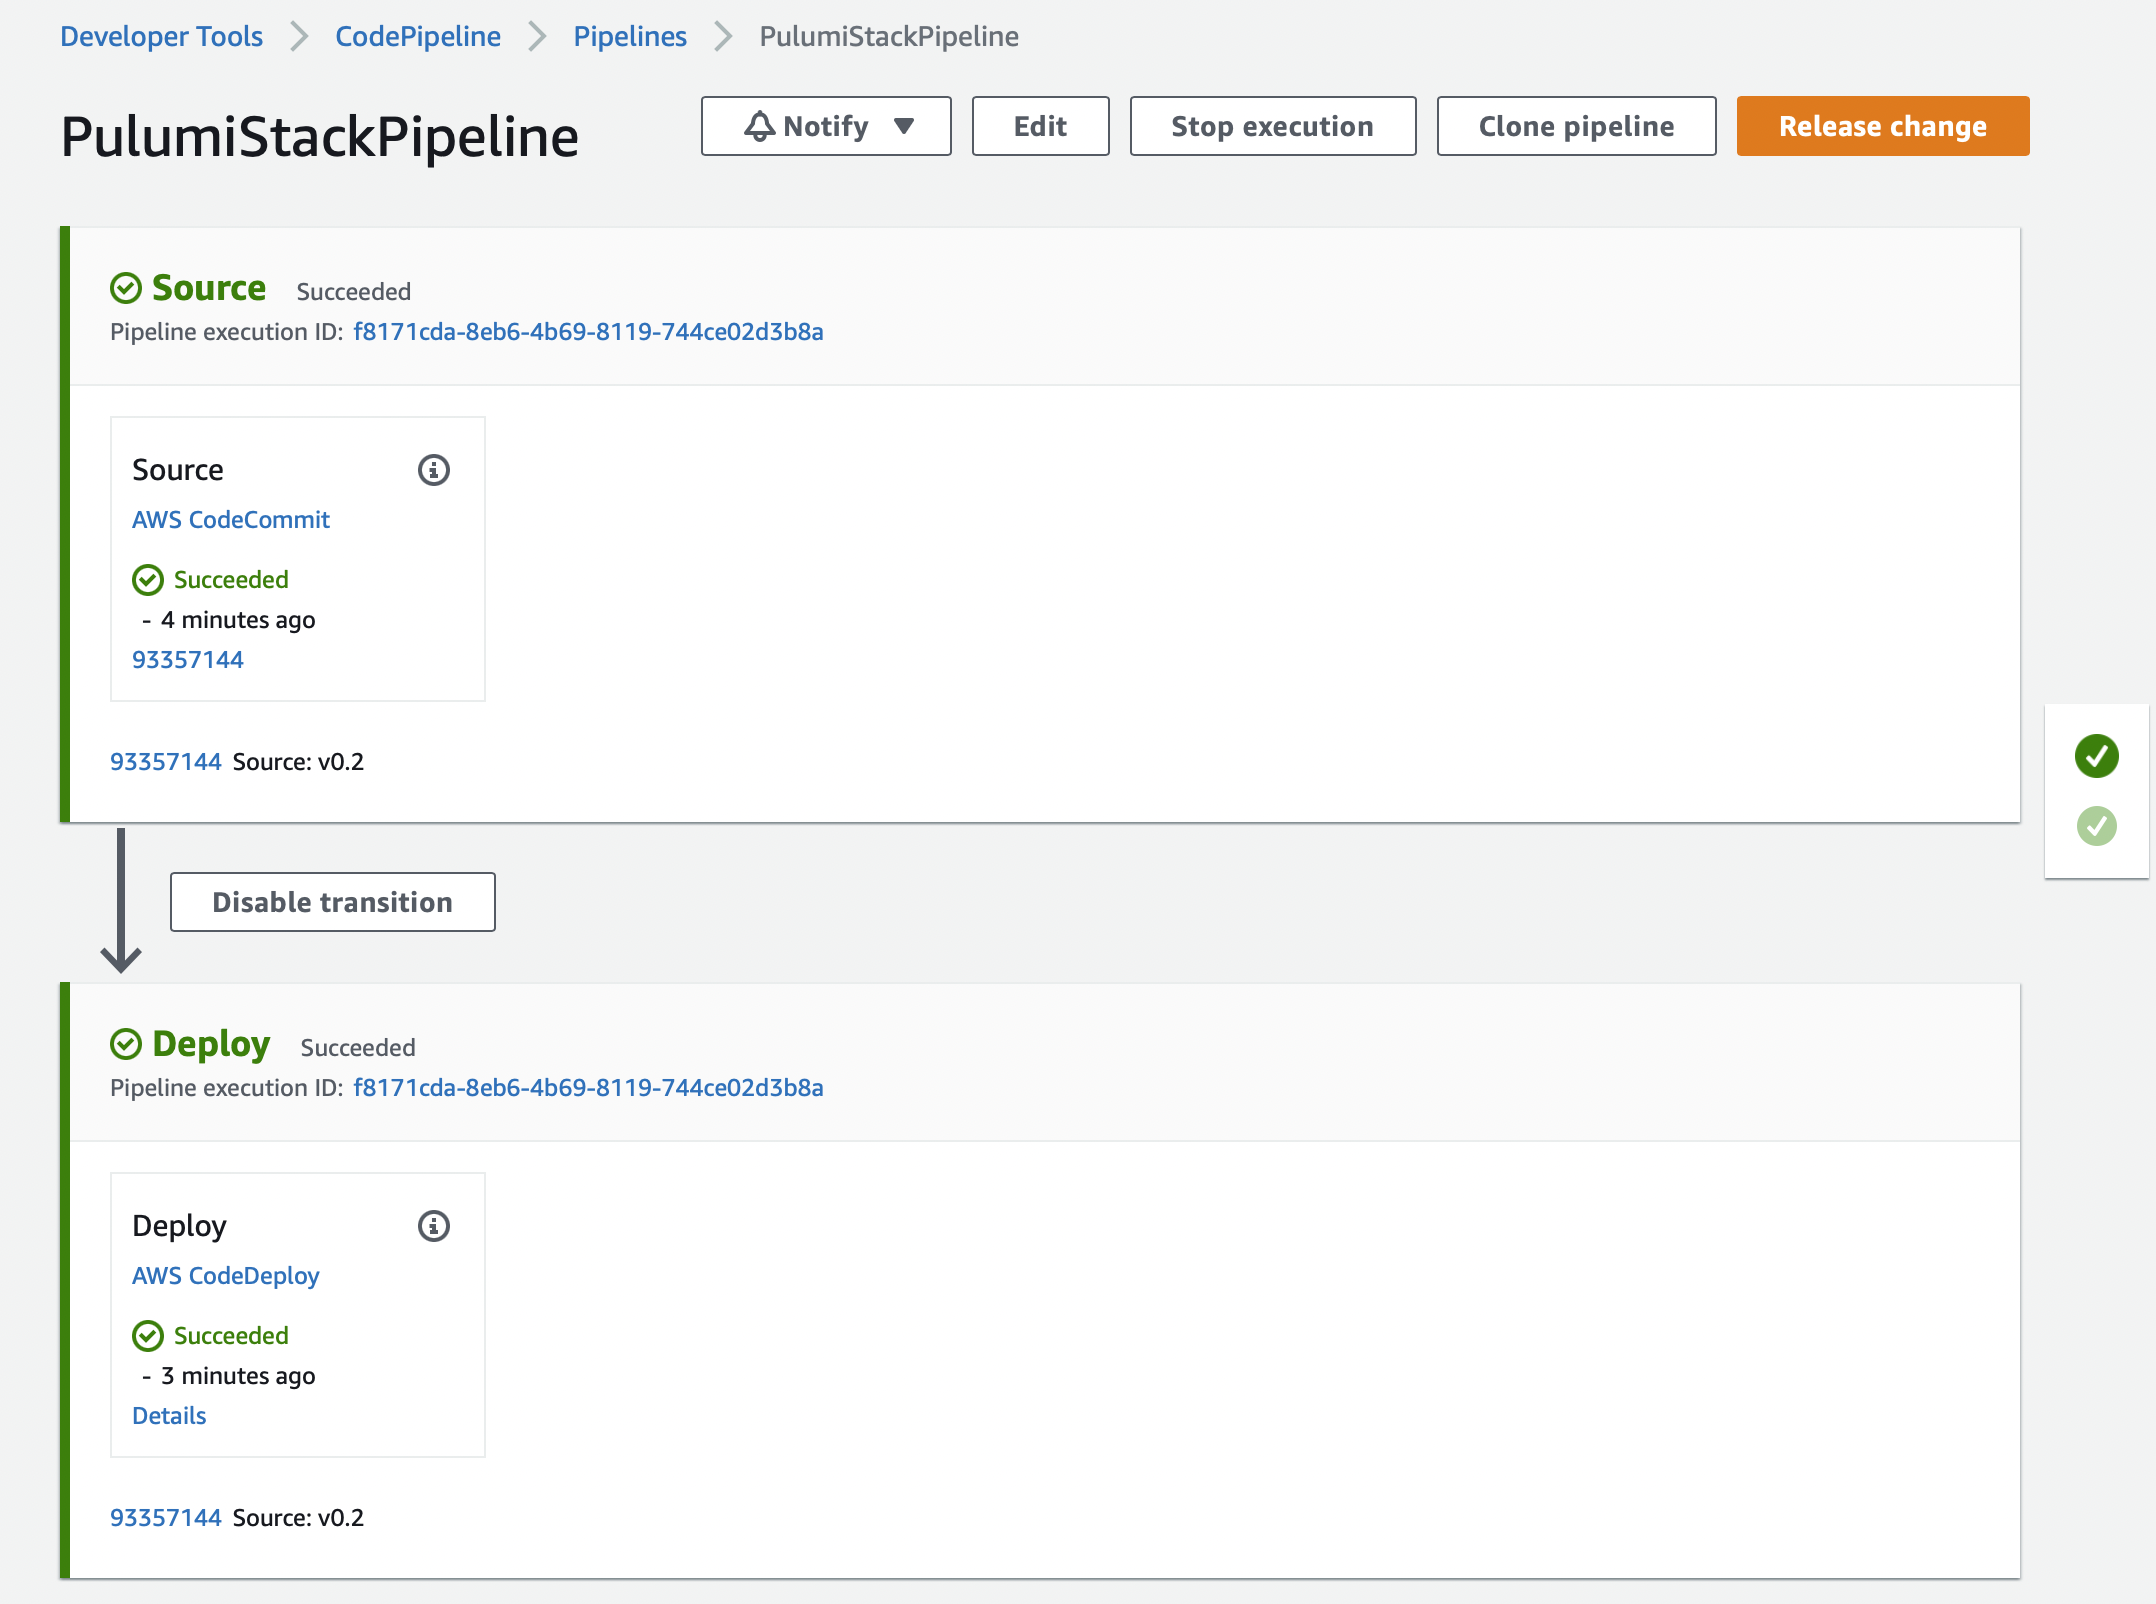 Developer Tools CodePipeline Pipelines PulumiStackPipeline
PulumiStackPipeline
Notify Edit Stop execution Clone pipeline Release change
Source Succeeded
Pipeline execution ID: f8171cda-8eb6-4b69-8119-744ce02d3b8a
Source
AWS CodeCommit
Succeeded
- 4 minutes ago
93357144
93357144 Source: v0.2
Disable transition
Deploy Succeeded
Pipeline execution ID: f8171cda-8eb6-4b69-8119-744ce02d3b8a
Deploy
AWS CodeDeploy
Succeeded
- 3 minutes ago
Details
93357144 Source: v0.2